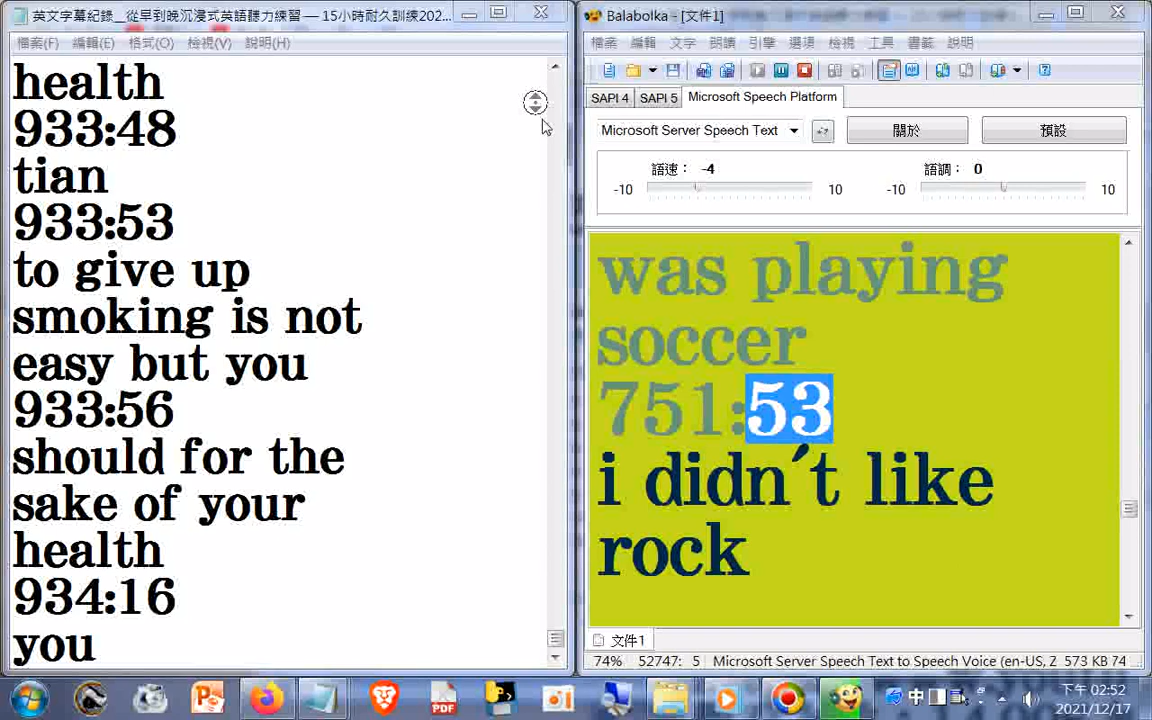 英文字幕紀錄__從早到晚沉浸式英語聽力練習 — 15小時耐久訓練202...
檔案(F) 編輯(E) 格式(O) 檢視(V) 說明(H)
health
933:48
tian
933:53
to give up
smoking is not
easy but you
933:56
should for the
sake of your
health
934:16
you
Balabolka - [文件1]
檔案 編輯 文字 朗讀 引擎 選項 檢視 工具 書籤 說明
SAPI 4 SAPI 5 Microsoft Speech Platform
Microsoft Server Speech Text 關於 預設
語速： -4 語調： 0
-10 10 -10 10
was playing
soccer
751:53
i didn't like
rock
文件1
74% 52747: 5 Microsoft Server Speech Text to Speech Voice (en-US, 2 573 KB 74
PDF 中 下午 02:52
2021/12/17